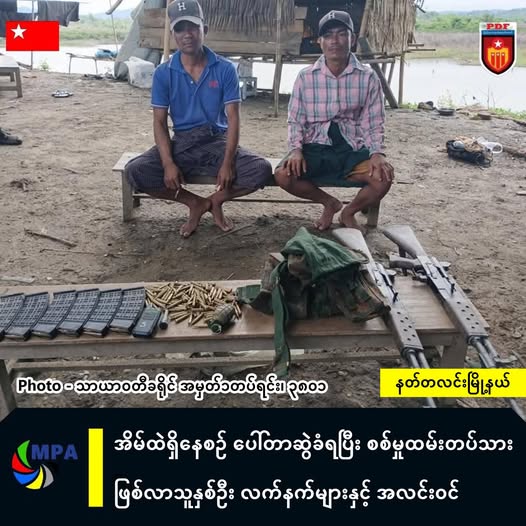 PDF
Photo - သာယာဝတီခရိုင် အမှတ်၁တပ်ရင်း၊ ၃၈၀၁
နတ်တလင်းမြို့နယ်
MPA
အိမ်ထဲရှိနေစဉ် ပေါ်တာဆွဲခံရပြီး စစ်မှုထမ်းတပ်သား
ဖြစ်လာသူနှစ်ဦး လက်နက်များနှင့် အလင်းဝင်